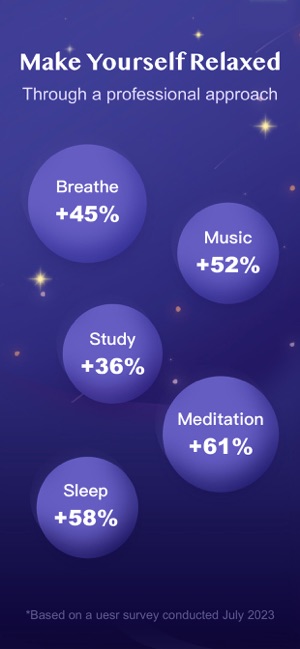 Make Yourself Relaxed
Through a professional approach
Breathe
+45%
Music
+52%
Study
+36%
Meditation
+61%
Sleep
+58%
*Based on a uesr survey conducted July 2023